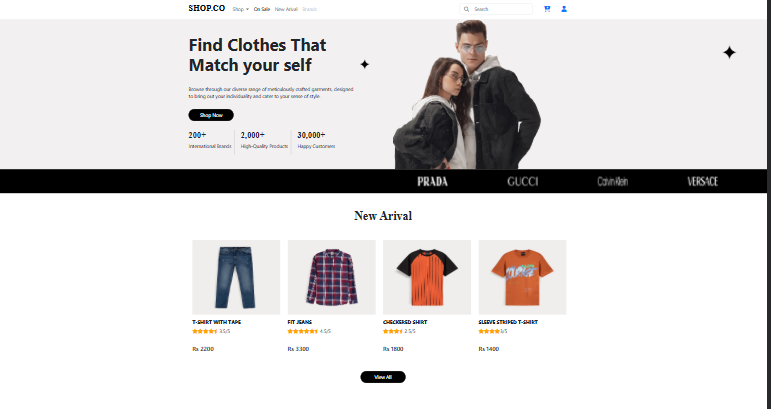 SHOP.CO Shop On Sale New Arival Brands Search
Find Clothes That
Match your self
Browse through our diverse range of meticulously crafted garments, designed
to bring out your individuality and cater to your sense of style
Shop Now
200+ 2,000+ 30,000+
International Brands High-Quality Products Happy Customers
PRADA GUCCI Calvin Klein VERSACE
New Arival
T-SHIRT WITH TAPE FIT JEANS CHECKERED SHIRT SLEEVE STRIPED T-SHIRT
3.5/5 4.5/5 2.5/5 3/5
Rs 2200 Rs 3300 Rs 1800 Rs 1400
View All